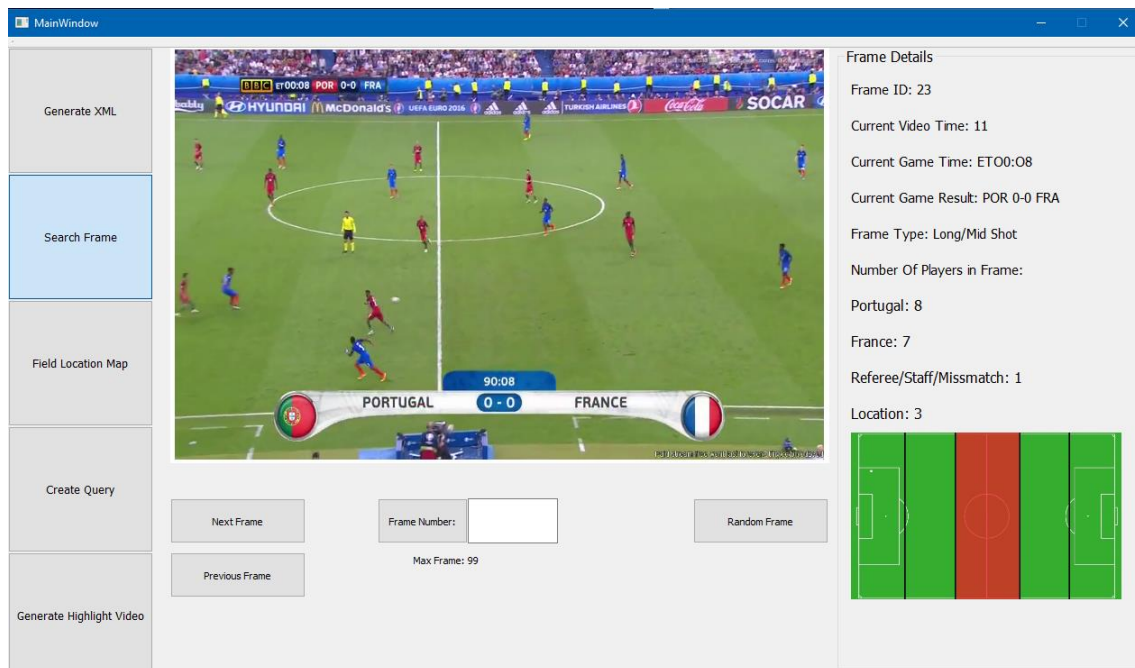 MainWindow
Generate XML
Search Frame
Field Location Map
Create Query
Generate Highlight Video
BBC ET00:08 POR 0-0 FRA
HYUNDAI McDonald's UEFA EURO 2016 adidas TURKISH AIRLINES Coca-Cola SOCAR
90:08
PORTUGAL 0 - 0 FRANCE
Next Frame
Frame Number:
Random Frame
Max Frame: 99
Previous Frame
Frame Details
Frame ID: 23
Current Video Time: 11
Current Game Time: ETO0:O8
Current Game Result: POR 0-0 FRA
Frame Type: Long/Mid Shot
Number Of Players in Frame:
Portugal: 8
France: 7
Referee/Staff/Missmatch: 1
Location: 3